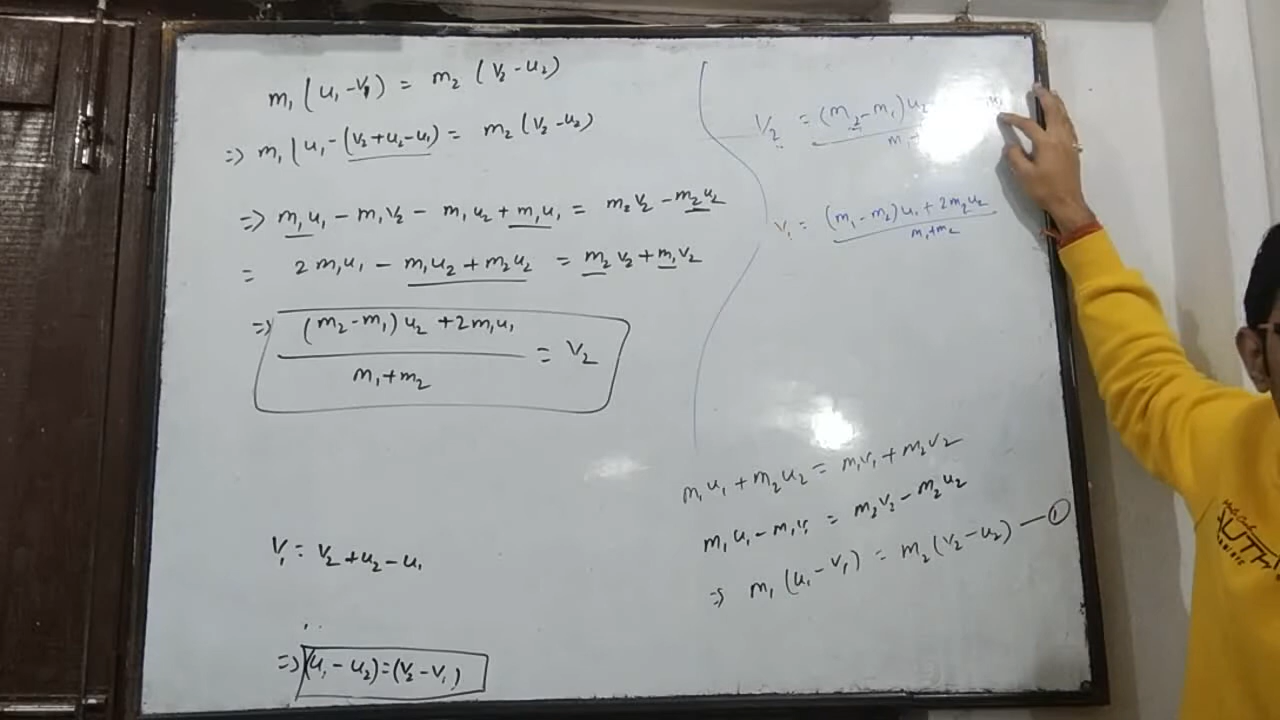 m₁(u₁-v₁) = m₂ (v₂-u₂)
=> m₁(u₁-(v₂+u₂-u₁) = m₂(v₂-u₂)
=> m₁u₁ - m₁v₂ - m₁u₂ + m₁u₁ = m₂v₂ - m₂u₂
= 2m₁u₁ - m₁u₂ + m₂u₂ = m₂v₂ + m₁v₂
=> (m₂-m₁)u₂ + 2m₁u₁ = v₂
m₁+m₂
v₁ = v₂+u₂-u₁
=> (u₁-u₂)=(v₂-v₁)
v₂ = (m₂-m₁)u₂ u₁
m₁
v₁ = (m₁-m₂)u₁ + 2m₂u₂
m₁+m₂
m₁u₁ + m₂u₂ = m₁v₁ + m₂v₂
m₁u₁ - m₁v₁ = m₂v₂ - m₂u₂
=> m₁(u₁-v₁) = m₂(v₂-u₂) — ①